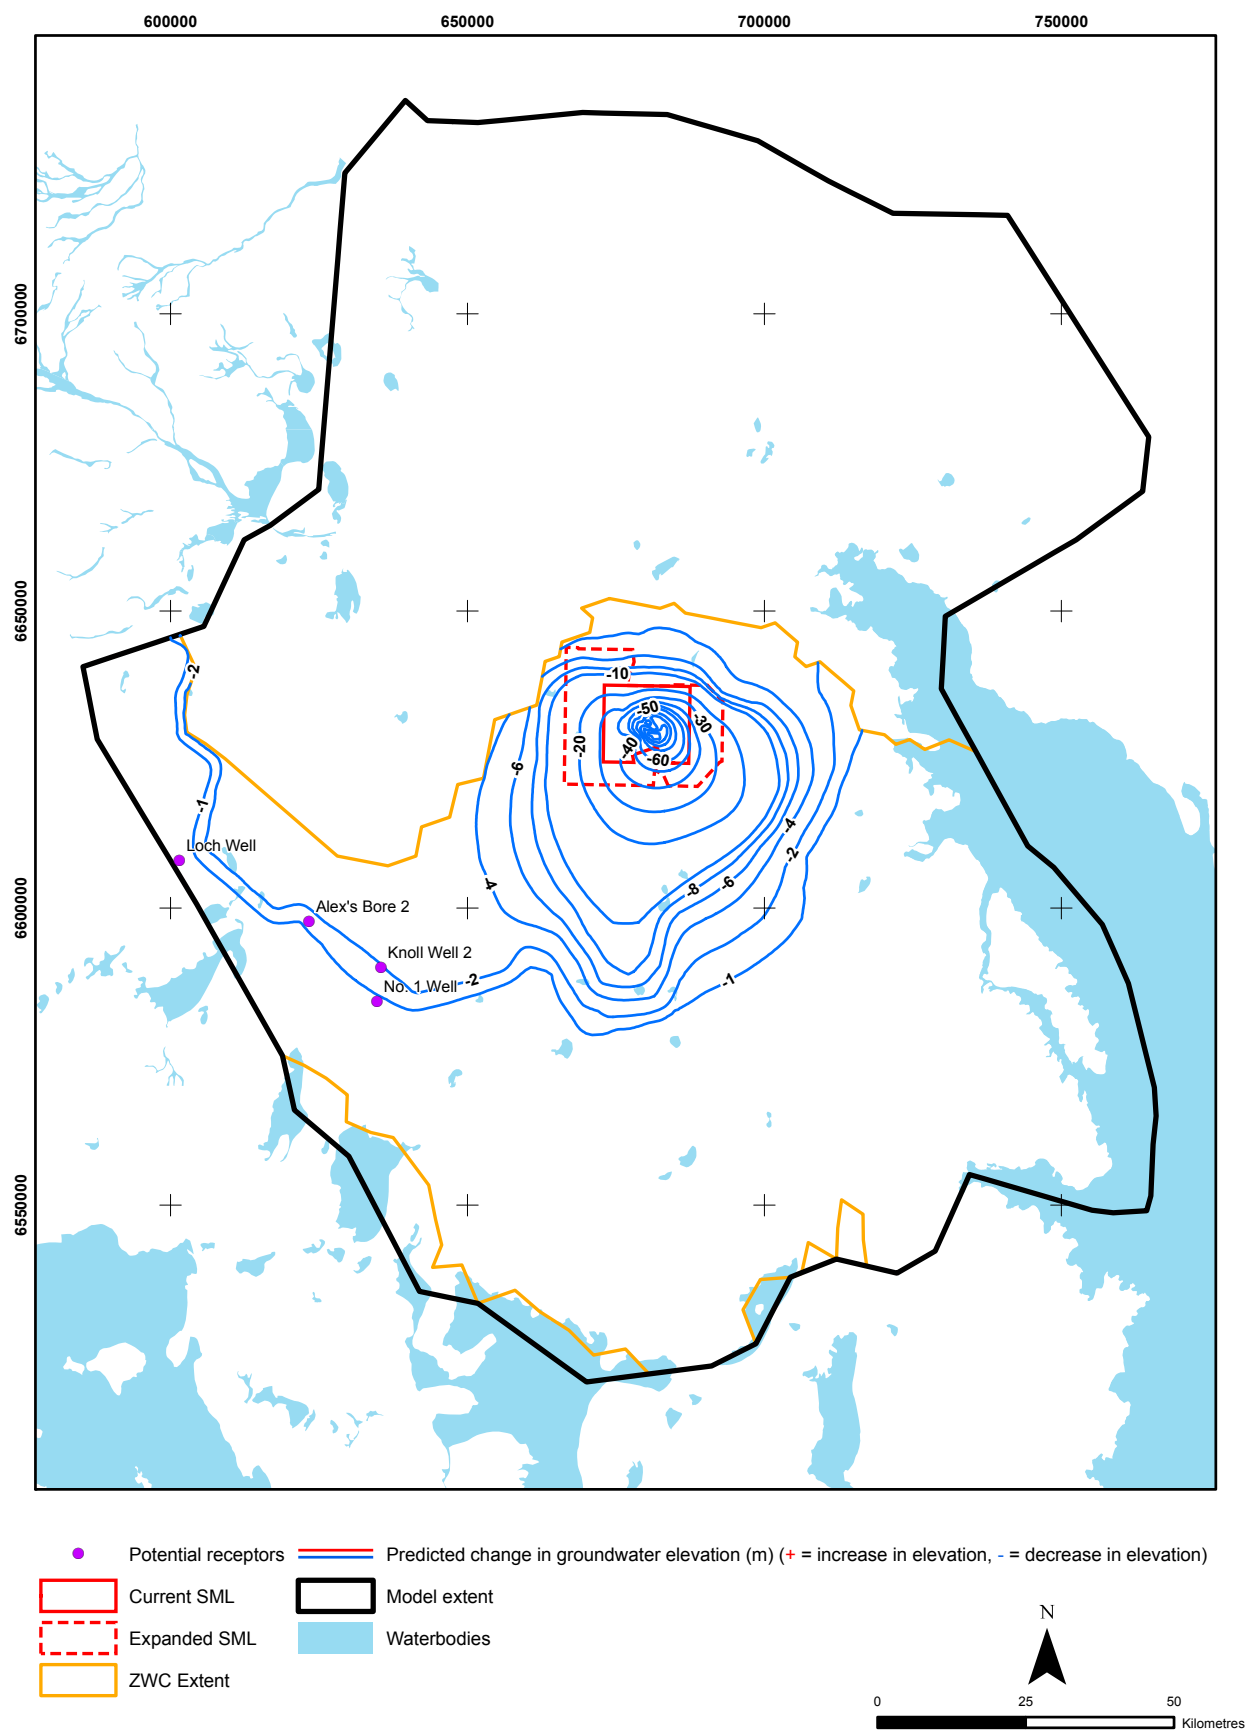 600000 650000 700000 750000
6700000
6650000
6600000
6550000
-10
-50
-30
-20
-40
-60
-2
-6
-1
-4
-4
-2
-8
-6
-2
-1
Loch Well
Alex's Bore 2
Knoll Well 2
No. 1 Well
Potential receptors
Predicted change in groundwater elevation (m) (+ = increase in elevation, - = decrease in elevation)
Current SML
Model extent
Expanded SML
Waterbodies
ZWC Extent
N
0 25 50
Kilometres